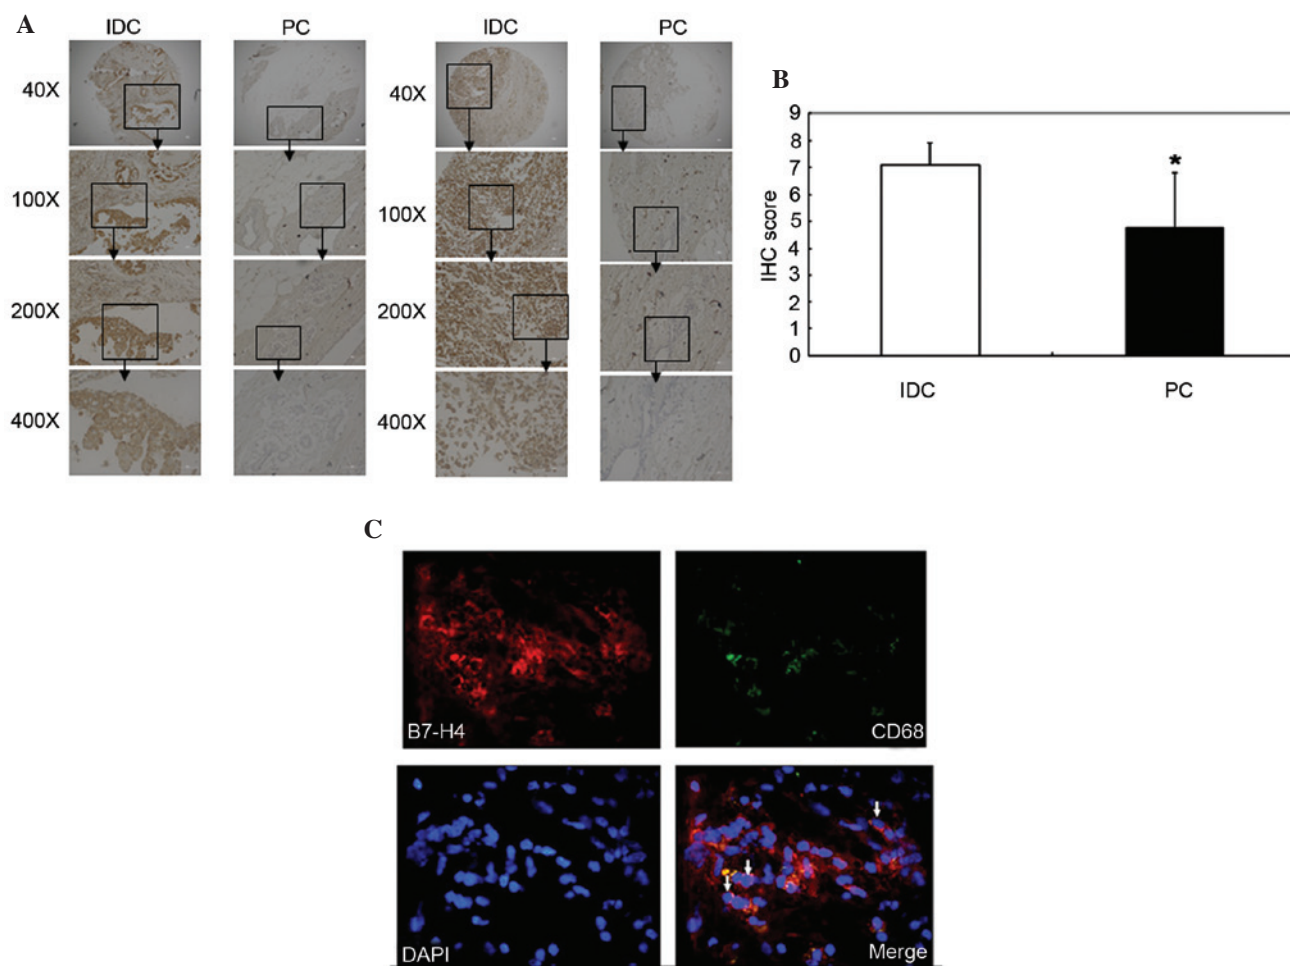 A
IDC
PC
IDC
PC
40X
100X
200X
400X
40X
100X
200X
400X
B
IHC score
9
8
7
6
5
4
3
2
1
0
*
IDC
PC
C
B7-H4
CD68
DAPI
Merge